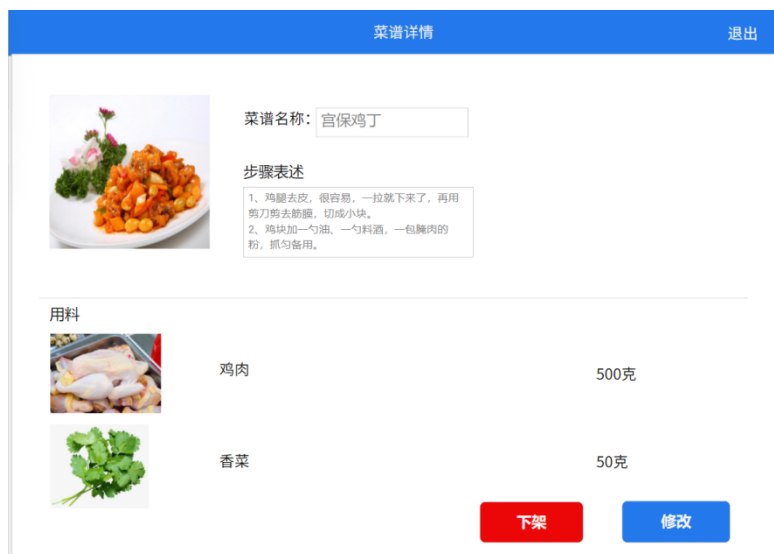 菜谱详情
退出
菜谱名称：
宫保鸡丁
步骤表述
1、鸡腿去皮，很容易，一拉就下来了，再用
剪刀剪去筋膜，切成小块。
2、鸡块加一勺油、一勺料酒，一包腌肉的
粉，抓匀备用。
用料
鸡肉
500克
香菜
50克
下架
修改